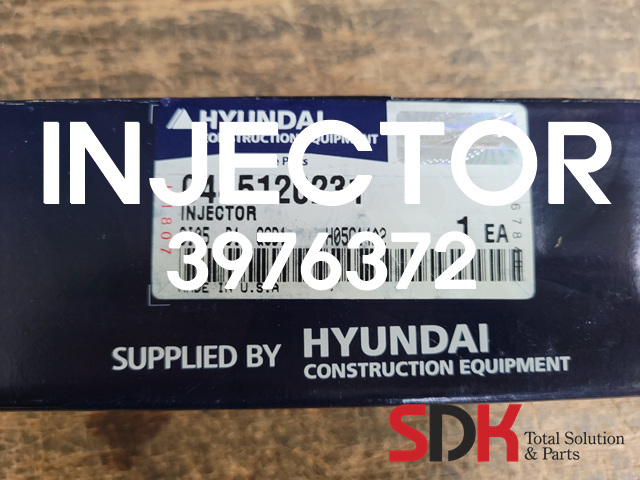 HYUNDAI
CONSTRUCTION EQUIPMENT
Parts
INJECTOR
INJECTOR
1 EA
3976372
MADE IN U.S.A
SUPPLIED BY HYUNDAI
CONSTRUCTION EQUIPMENT
SDK Total Solution
& Parts